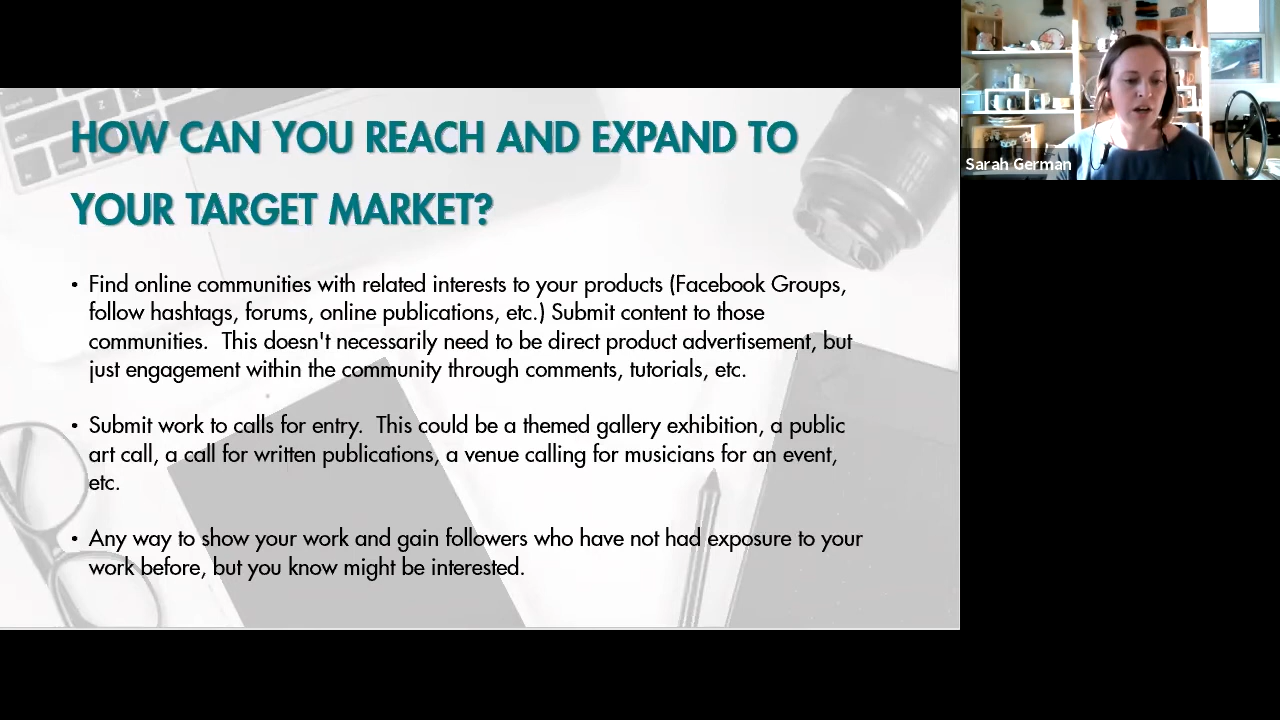 HOW CAN YOU REACH AND EXPAND TO
YOUR TARGET MARKET?
• Find online communities with related interests to your products (Facebook Groups,
follow hashtags, forums, online publications, etc.) Submit content to those
communities.  This doesn't necessarily need to be direct product advertisement, but
just engagement within the community through comments, tutorials, etc.
• Submit work to calls for entry.  This could be a themed gallery exhibition, a public
art call, a call for written publications, a venue calling for musicians for an event,
etc.
• Any way to show your work and gain followers who have not had exposure to your
work before, but you know might be interested.
Sarah German